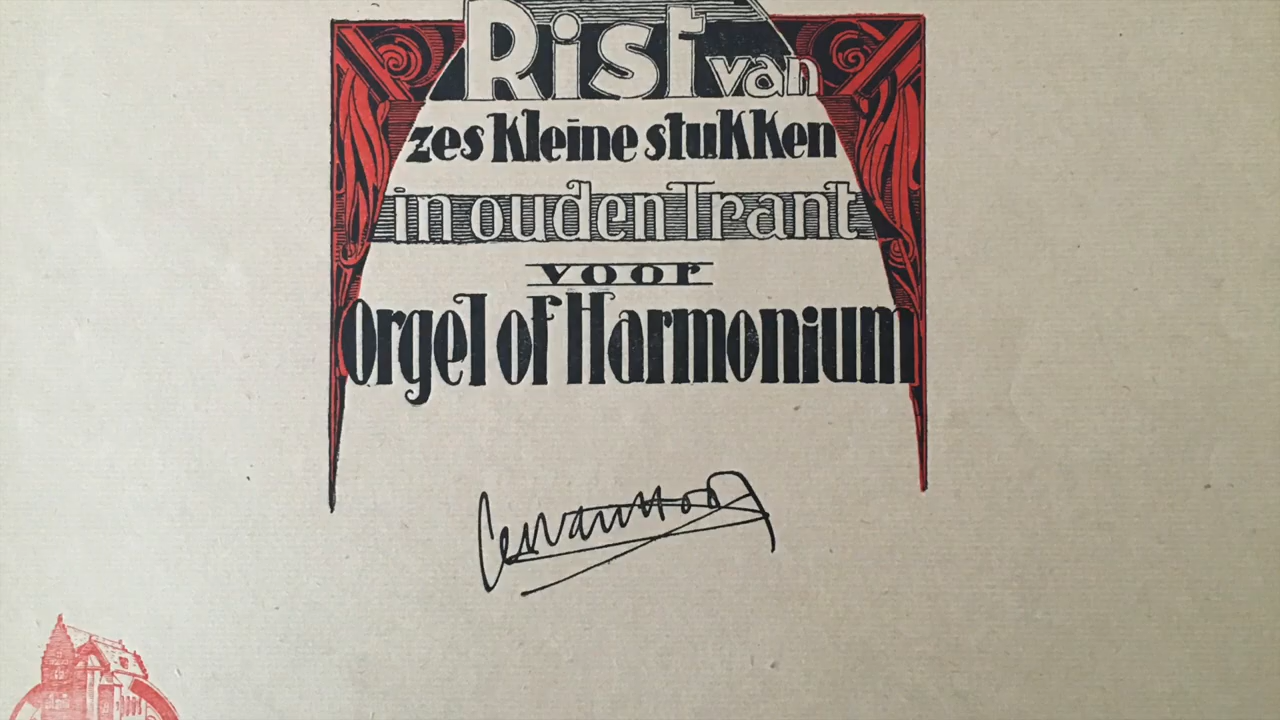 Rist van
zes kleine stukken
in ouden Trant
voor
Orgel of Harmonium